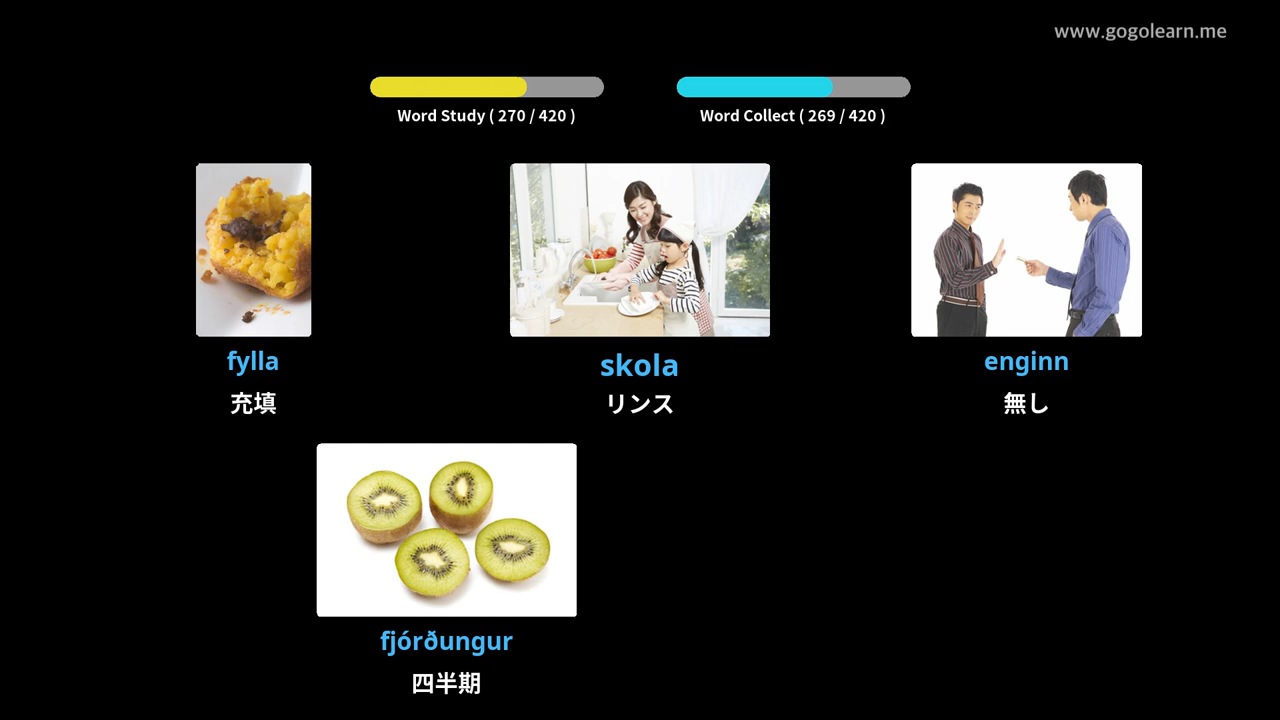 www.gogolearn.me
Word Study ( 270 / 420 )
Word Collect ( 269 / 420 )
fylla
充填
skola
リンス
enginn
無し
fjórðungur
四半期